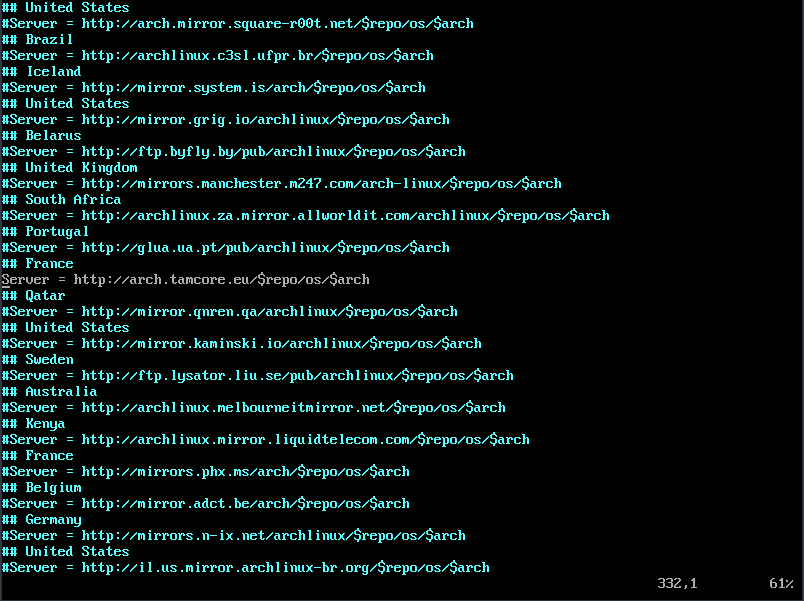 ## United States
#Server = http://arch.mirror.square-r00t.net/$repo/os/$arch
## Brazil
#Server = http://archlinux.c3sl.ufpr.br/$repo/os/$arch
## Iceland
#Server = http://mirror.system.is/arch/$repo/os/$arch
## United States
#Server = http://mirror.grig.io/archlinux/$repo/os/$arch
## Belarus
#Server = http://ftp.byfly.by/pub/archlinux/$repo/os/$arch
## United Kingdom
#Server = http://mirrors.manchester.m247.com/arch-linux/$repo/os/$arch
## South Africa
#Server = http://archlinux.za.mirror.allworldit.com/archlinux/$repo/os/$arch
## Portugal
#Server = http://glua.ua.pt/pub/archlinux/$repo/os/$arch
## France
Server = http://arch.tamcore.eu/$repo/os/$arch
## Qatar
#Server = http://mirror.qnren.qa/archlinux/$repo/os/$arch
## United States
#Server = http://mirror.kaminski.io/archlinux/$repo/os/$arch
## Sweden
#Server = http://ftp.lysator.liu.se/pub/archlinux/$repo/os/$arch
## Australia
#Server = http://archlinux.melbourneitmirror.net/$repo/os/$arch
## Kenya
#Server = http://archlinux.mirror.liquidtelecom.com/$repo/os/$arch
## France
#Server = http://mirrors.phx.ms/arch/$repo/os/$arch
## Belgium
#Server = http://mirror.adct.be/arch/$repo/os/$arch
## Germany
#Server = http://mirrors.n-ix.net/archlinux/$repo/os/$arch
## United States
#Server = http://il.us.mirror.archlinux-br.org/$repo/os/$arch
332,1 61%